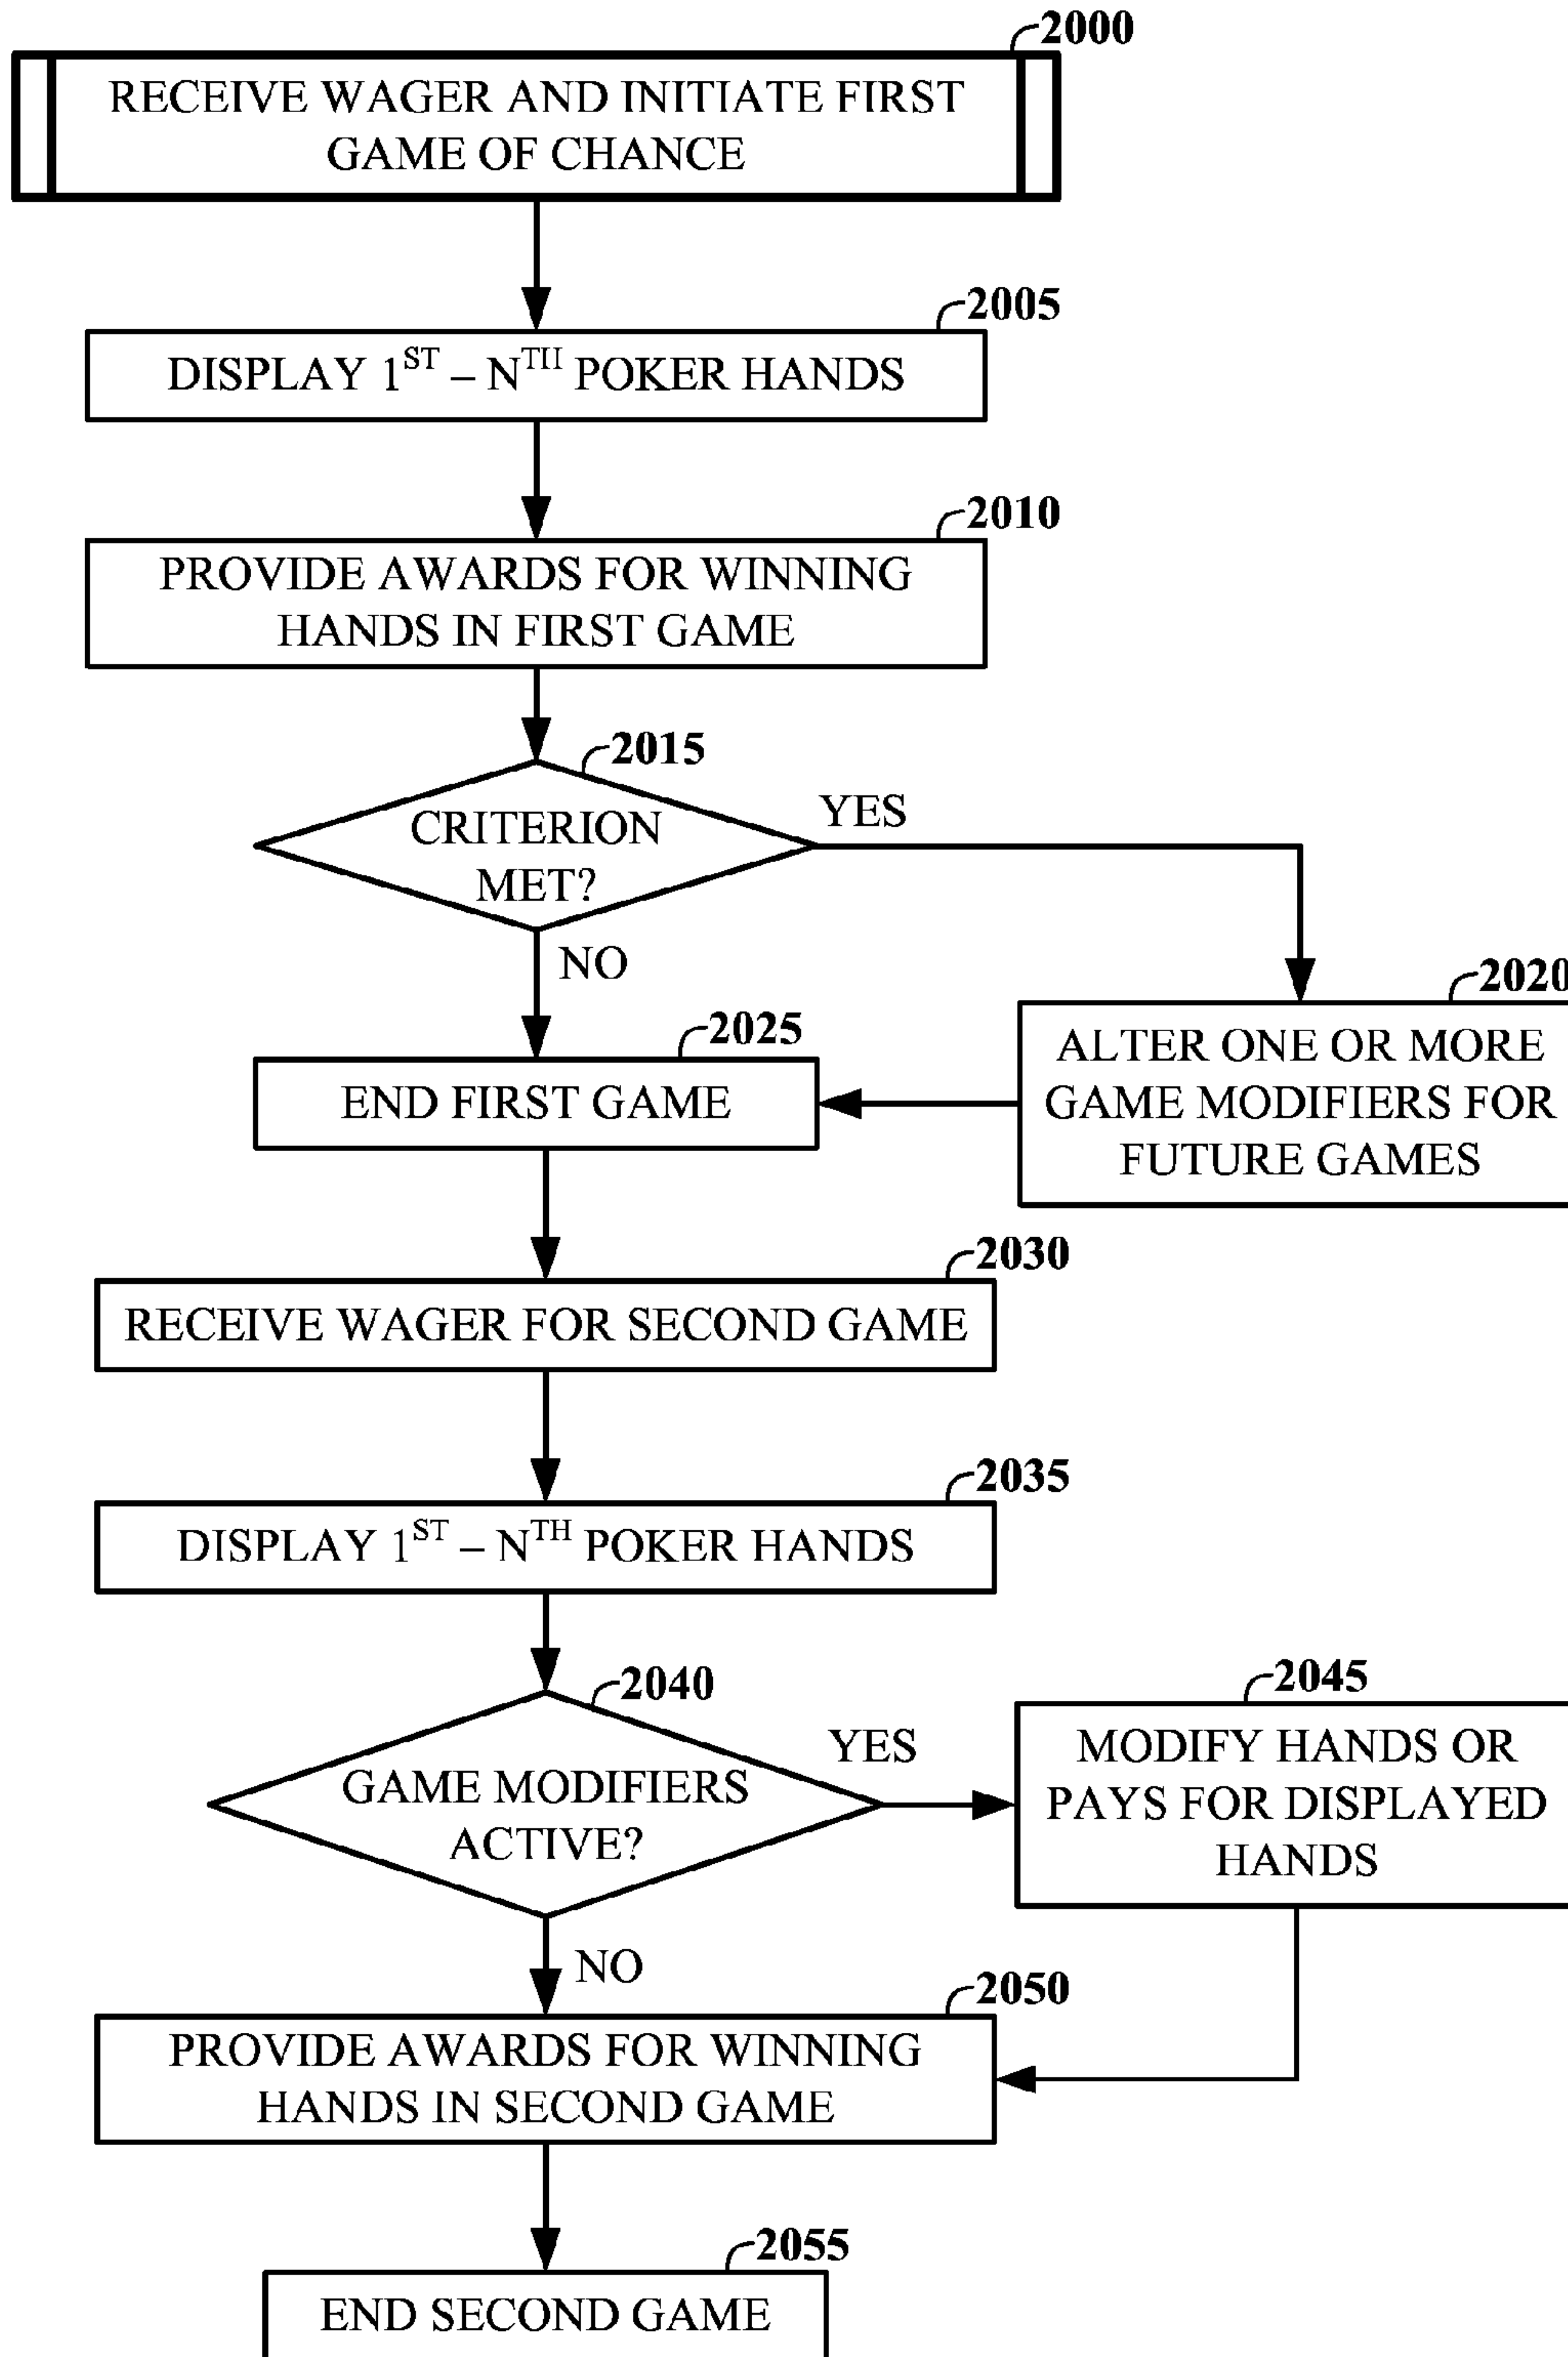 2000
RECEIVE WAGER AND INITIATE FIRST
GAME OF CHANCE
2005
DISPLAY 1ST – NTH POKER HANDS
2010
PROVIDE AWARDS FOR WINNING
HANDS IN FIRST GAME
2015
CRITERION
MET?
YES
NO
2020
ALTER ONE OR MORE
GAME MODIFIERS FOR
FUTURE GAMES
2025
END FIRST GAME
2030
RECEIVE WAGER FOR SECOND GAME
2035
DISPLAY 1ST – NTH POKER HANDS
2040
GAME MODIFIERS
ACTIVE?
YES
NO
2045
MODIFY HANDS OR
PAYS FOR DISPLAYED
HANDS
2050
PROVIDE AWARDS FOR WINNING
HANDS IN SECOND GAME
2055
END SECOND GAME